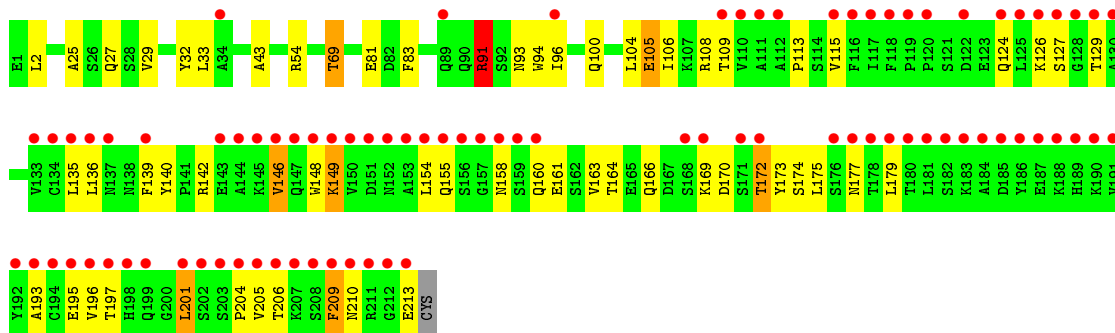 E1 L2 A25 S26 Q27 S28 V29 Y32 L33 A34 A43 R54 T69 E81 D82 F83 Q89 Q90 R91 S92 N93 W94 I96 Q100 L104 E105 I106 K107 R108 T109 V110 A111 A112 P113 S114 V115 F116 I117 F118 P119 P120 S121 D122 E123 Q124 L125 K126 S127 G128 T129 A130
V133 G134 L135 L136 N137 N138 F139 Y140 P141 R142 E143 A144 K145 V146 Q147 W148 K149 V150 D151 N152 A153 L154 Q155 S156 G157 N158 S159 Q160 E161 S162 V163 T164 E165 Q166 D167 S168 K169 D170 S171 T172 Y173 S174 L175 S176 N177 T178 L179 T180 L181 S182 K183 A184 D185 Y186 E187 K188 H189 K190 V191
Y192 A193 C194 E195 V196 T197 H198 Q199 G200 L201 S202 S203 P204 V205 T206 K207 S208 F209 N210 R211 G212 E213 CYS